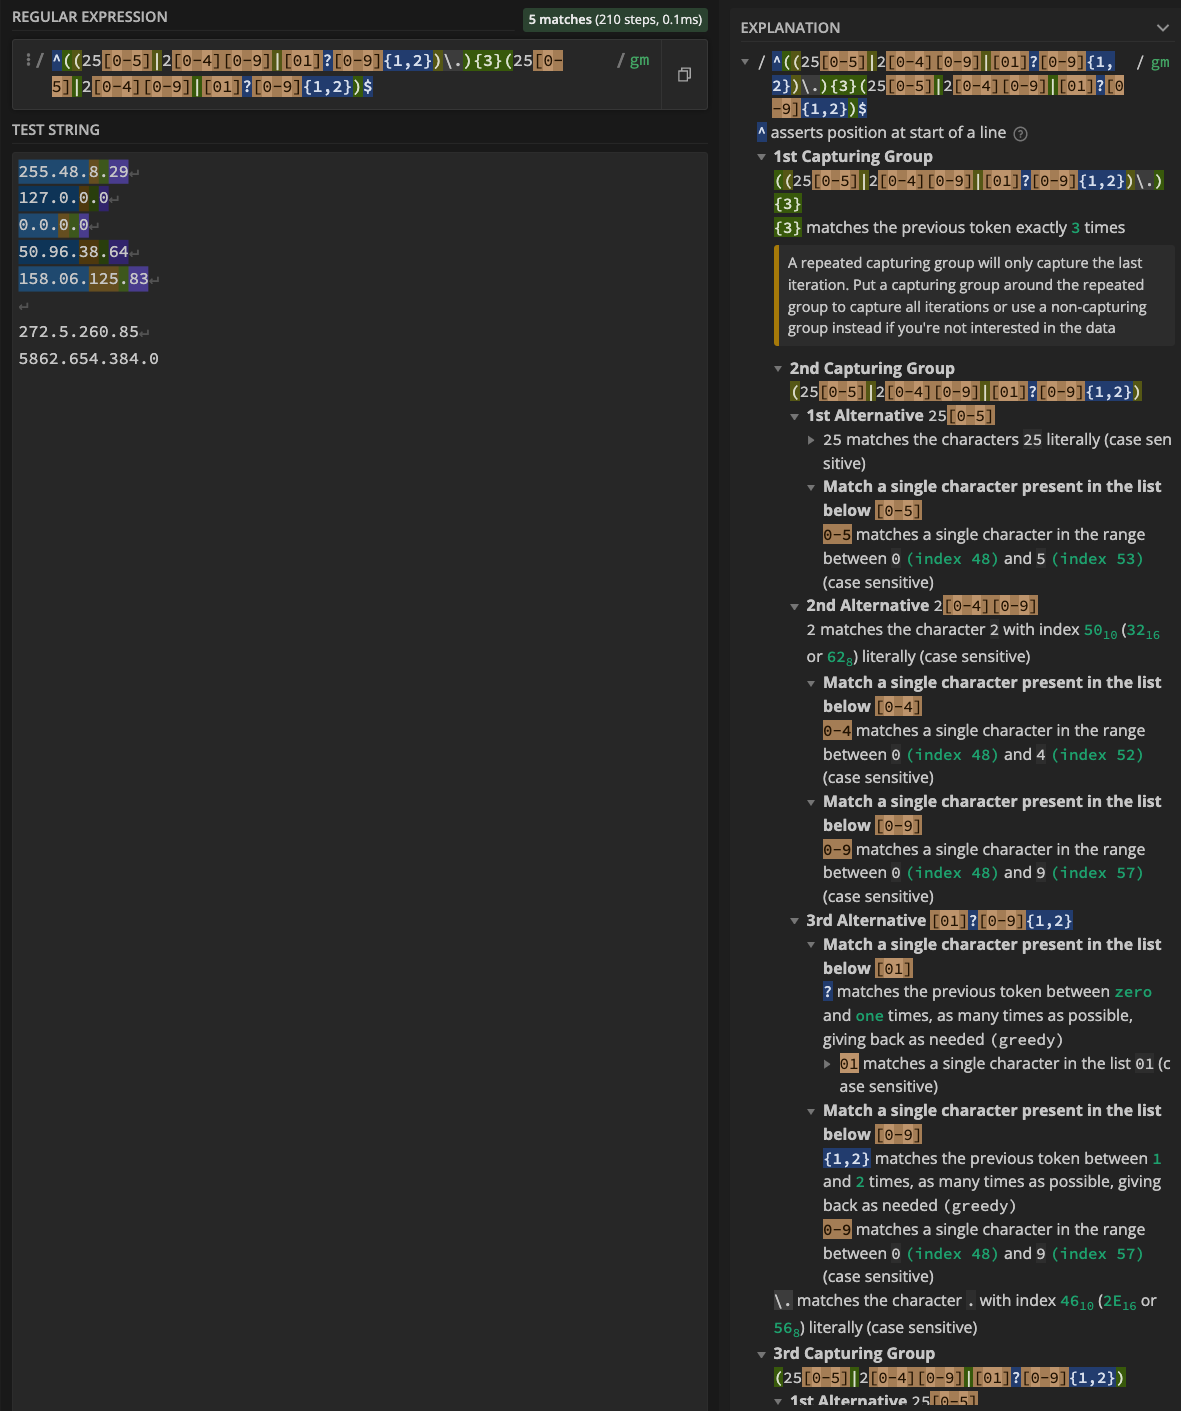 REGULAR EXPRESSION
5 matches (210 steps, 0.1ms)
/ ^((25[0-5]|2[0-4][0-9]|[01]?[0-9]{1,2})\.){3}(25[0-
5]|2[0-4][0-9]|[01]?[0-9]{1,2})$
/ gm
TEST STRING
255.48.8.29↵
127.0.0.0↵
0.0.0.0↵
50.96.38.64↵
158.06.125.83↵
↵
272.5.260.85↵
5862.654.384.0
EXPLANATION
/ ^((25[0-5]|2[0-4][0-9]|[01]?[0-9]{1, / gm
2})\.){3}(25[0-5]|2[0-4][0-9]|[01]?[0
-9]{1,2})$
^ asserts position at start of a line ?
1st Capturing Group
((25[0-5]|2[0-4][0-9]|[01]?[0-9]{1,2})\.)
{3}
{3} matches the previous token exactly 3 times
A repeated capturing group will only capture the last
iteration. Put a capturing group around the repeated
group to capture all iterations or use a non-capturing
group instead if you're not interested in the data
2nd Capturing Group
(25[0-5]|2[0-4][0-9]|[01]?[0-9]{1,2})
1st Alternative 25[0-5]
25 matches the characters 25 literally (case sen
sitive)
Match a single character present in the list
below [0-5]
0-5 matches a single character in the range
between 0 (index 48) and 5 (index 53)
(case sensitive)
2nd Alternative 2[0-4][0-9]
2 matches the character 2 with index 50₁₀ (32₁₆
or 62₈) literally (case sensitive)
Match a single character present in the list
below [0-4]
0-4 matches a single character in the range
between 0 (index 48) and 4 (index 52)
(case sensitive)
Match a single character present in the list
below [0-9]
0-9 matches a single character in the range
between 0 (index 48) and 9 (index 57)
(case sensitive)
3rd Alternative [01]?[0-9]{1,2}
Match a single character present in the list
below [01]
? matches the previous token between zero
and one times, as many times as possible,
giving back as needed (greedy)
01 matches a single character in the list 01 (c
ase sensitive)
Match a single character present in the list
below [0-9]
{1,2} matches the previous token between 1
and 2 times, as many times as possible, giving
back as needed (greedy)
0-9 matches a single character in the range
between 0 (index 48) and 9 (index 57)
(case sensitive)
\. matches the character . with index 46₁₀ (2E₁₆ or
56₈) literally (case sensitive)
3rd Capturing Group
(25[0-5]|2[0-4][0-9]|[01]?[0-9]{1,2})
1st Alternative 25[0-5]